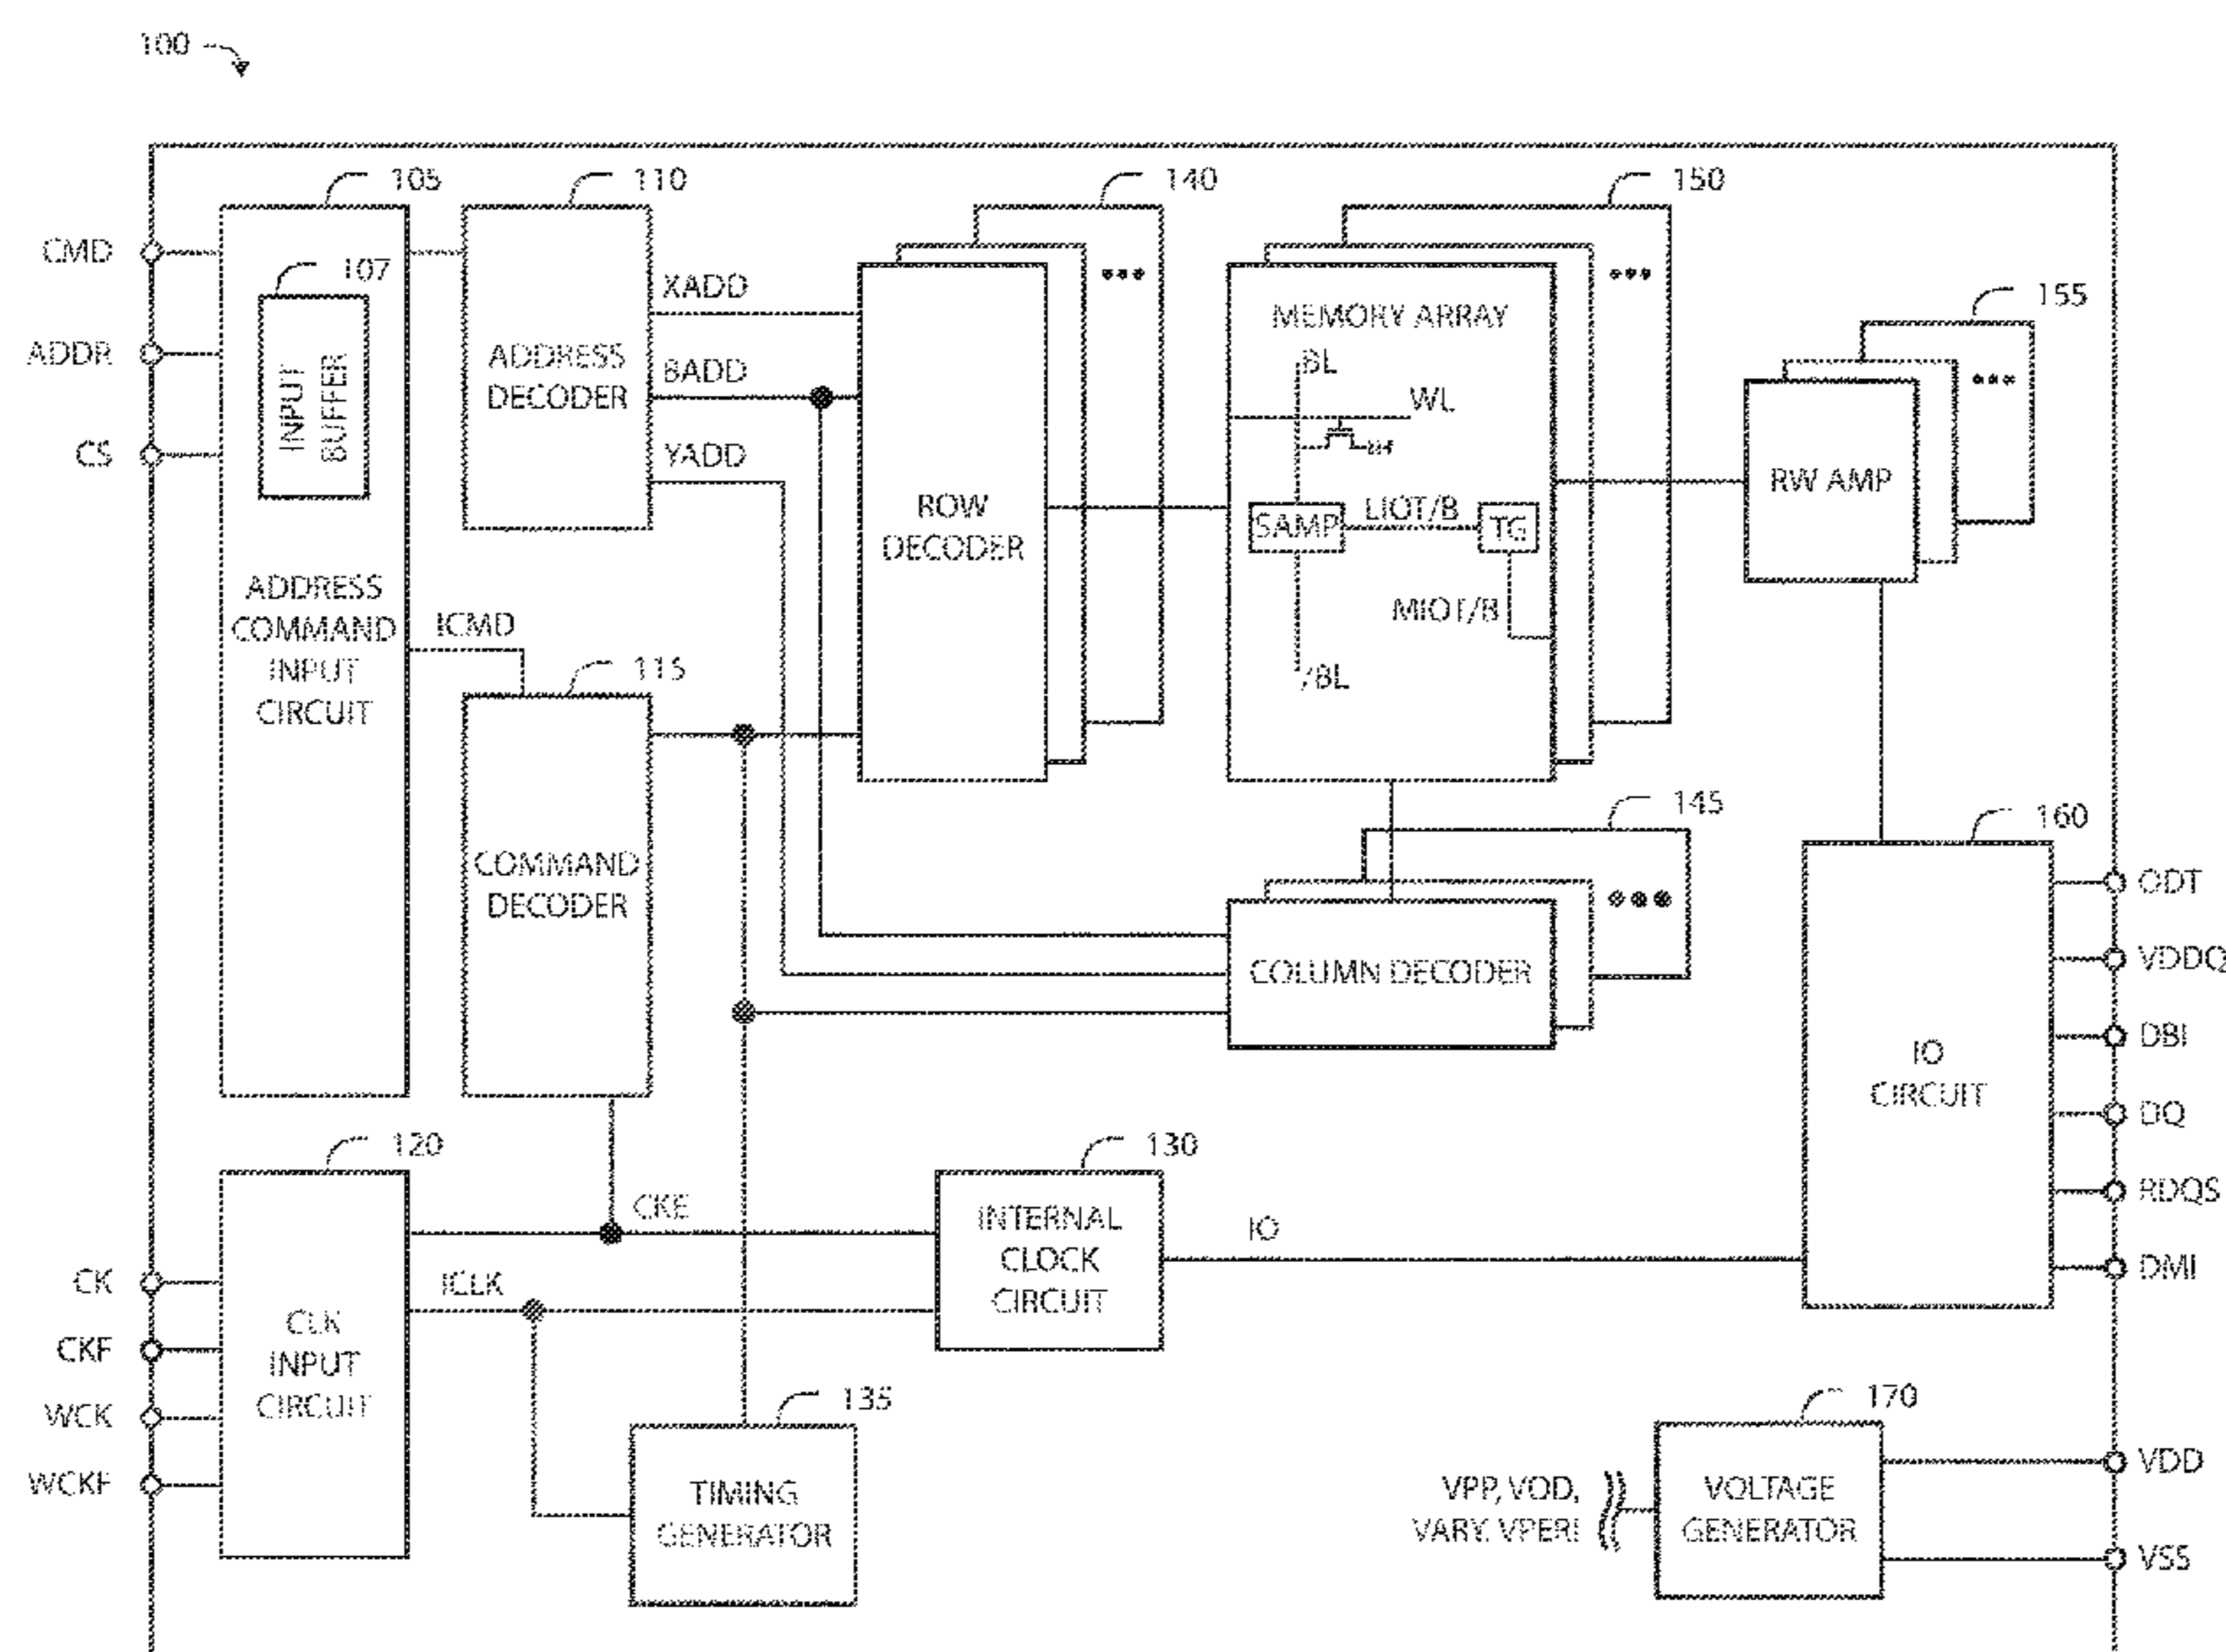 100
105
110
140
150
CMD
107
XADD
MEMORY ARRAY
155
ADDR
INPUT
BUFFER
ADDRESS
DECODER
BADD
BL
WL
CS
YADD
ROW
DECODER
SAMP
LIOT/B
TG
RW AMP
ADDRESS
COMMAND
INPUT
CIRCUIT
ICMD
MIOT/B
115
/BL
145
160
COMMAND
DECODER
COLUMN DECODER
ODT
VDDQ
DBI
IO
CIRCUIT
DQ
120
130
CKE
INTERNAL
CLOCK
CIRCUIT
IO
RDQS
DMI
CK
ICLK
CKF
CLK
INPUT
CIRCUIT
WCK
WCKF
135
TIMING
GENERATOR
170
VPP, VOD,
VARY, VPERI
VOLTAGE
GENERATOR
VDD
VSS